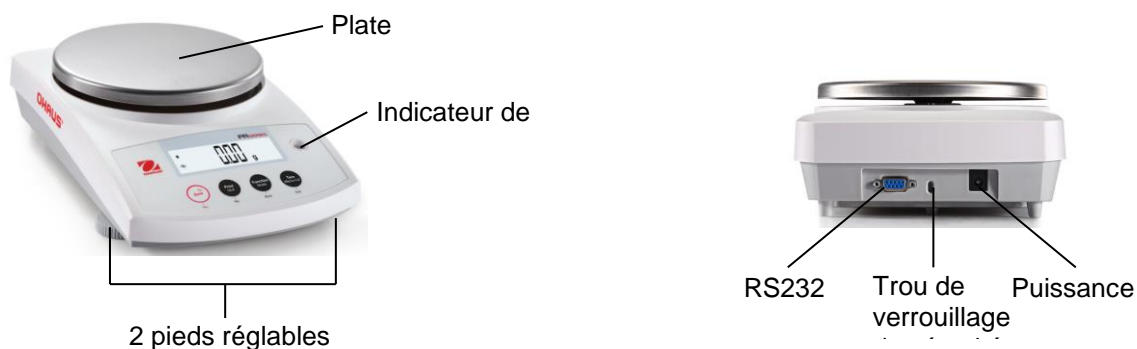 Plate
Indicateur de
OHAUS
0.00 g
2 pieds réglables
RS232
Trou de
verrouillage
Puissance